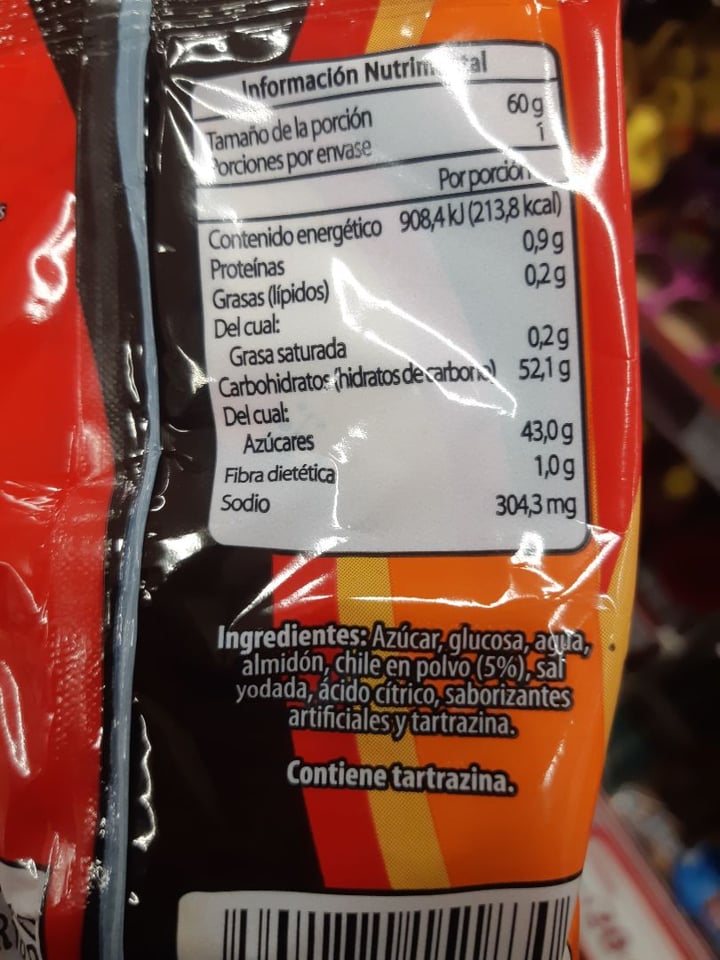 Información
Tamaño de la porción 60 g
Porciones por envase 1
Por porción
Contenido energético 908,4 kJ (213,8 kcal)
Proteínas 0,9 g
Grasas (lípidos) 0,2 g
Del cual:
Grasa saturada 0,2 g
Carbohidratos (hidratos de carbono) 52,1 g
Del cual:
Azúcares 43,0 g
Fibra dietética 1,0 g
Sodio 304,3 mg
Ingredientes: Azúcar, glucosa, agua,
almidón, chile en polvo (5%), sal
yodada, ácido cítrico, saborizantes
artificiales y tartrazina.
Contiene tartrazina.